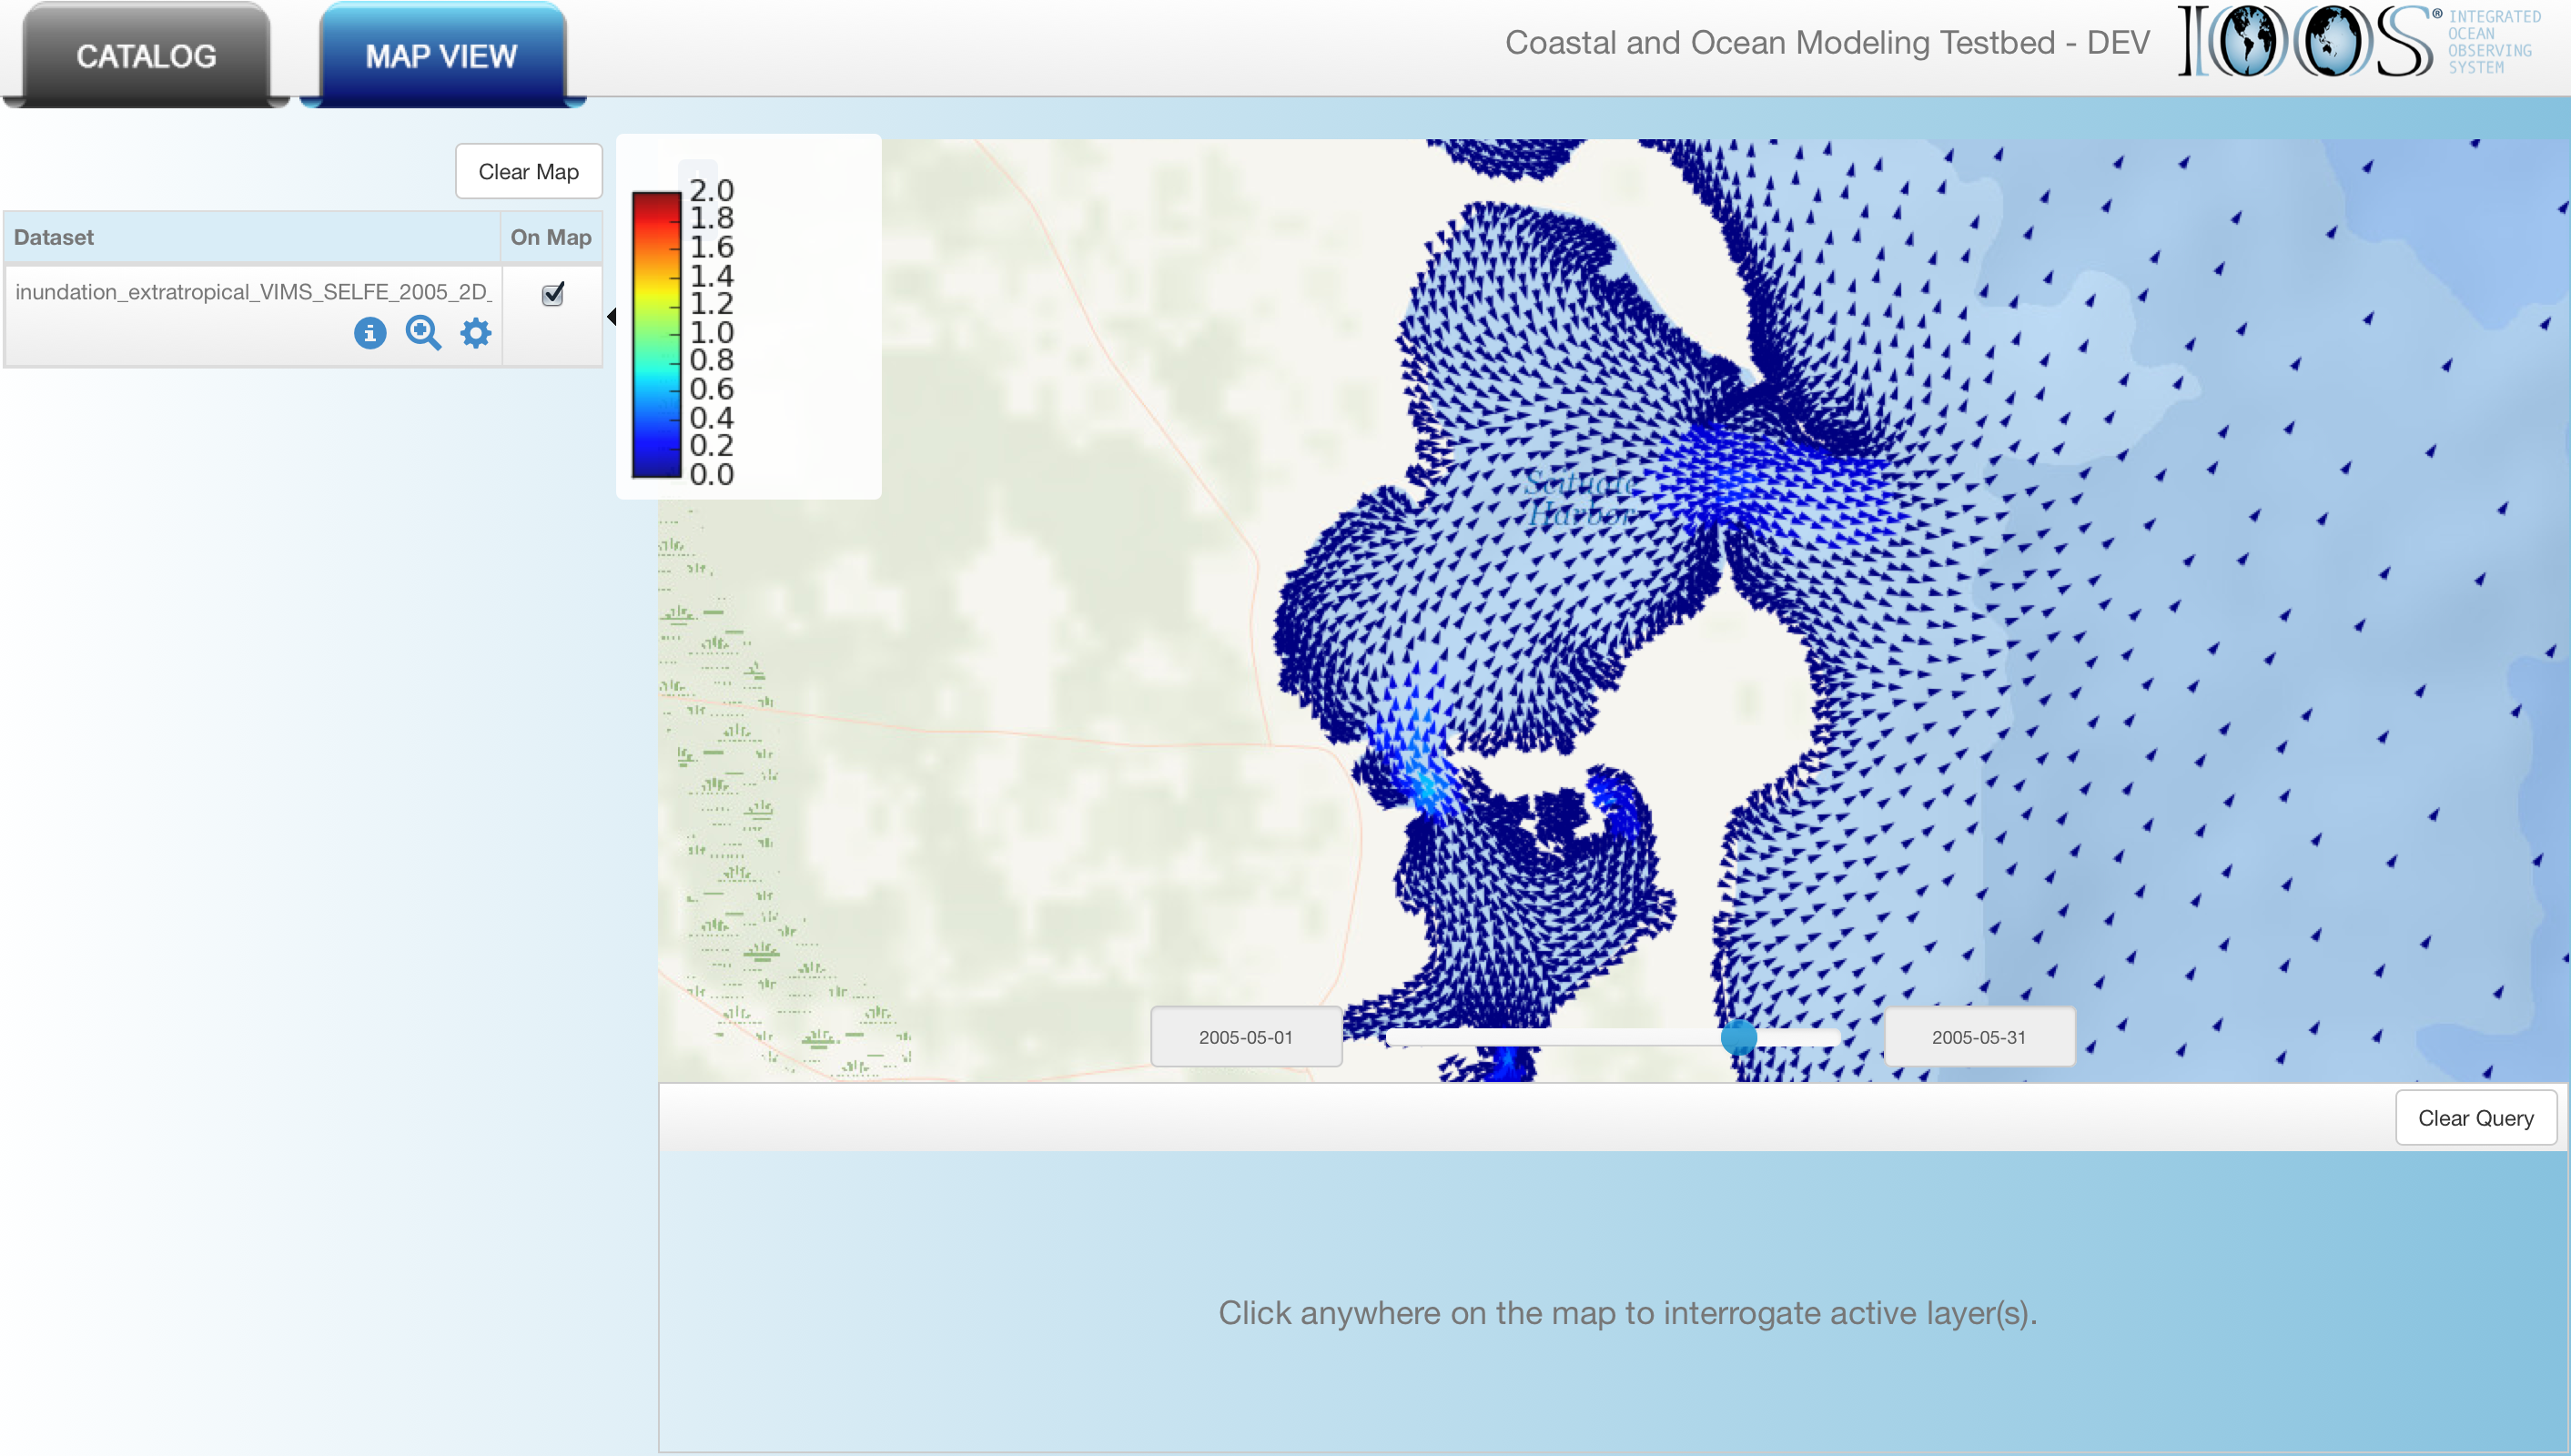 CATALOG
MAP VIEW
Coastal and Ocean Modeling Testbed - DEV
IOOS®
INTEGRATED
OCEAN
OBSERVING
SYSTEM
Clear Map
Dataset On Map
inundation_extratropical_VIMS_SELFE_2005_2D_
2.0
1.8
1.6
1.4
1.2
1.0
0.8
0.6
0.4
0.2
0.0
Scituate
Harbor
2005-05-01
2005-05-31
Clear Query
Click anywhere on the map to interrogate active layer(s).